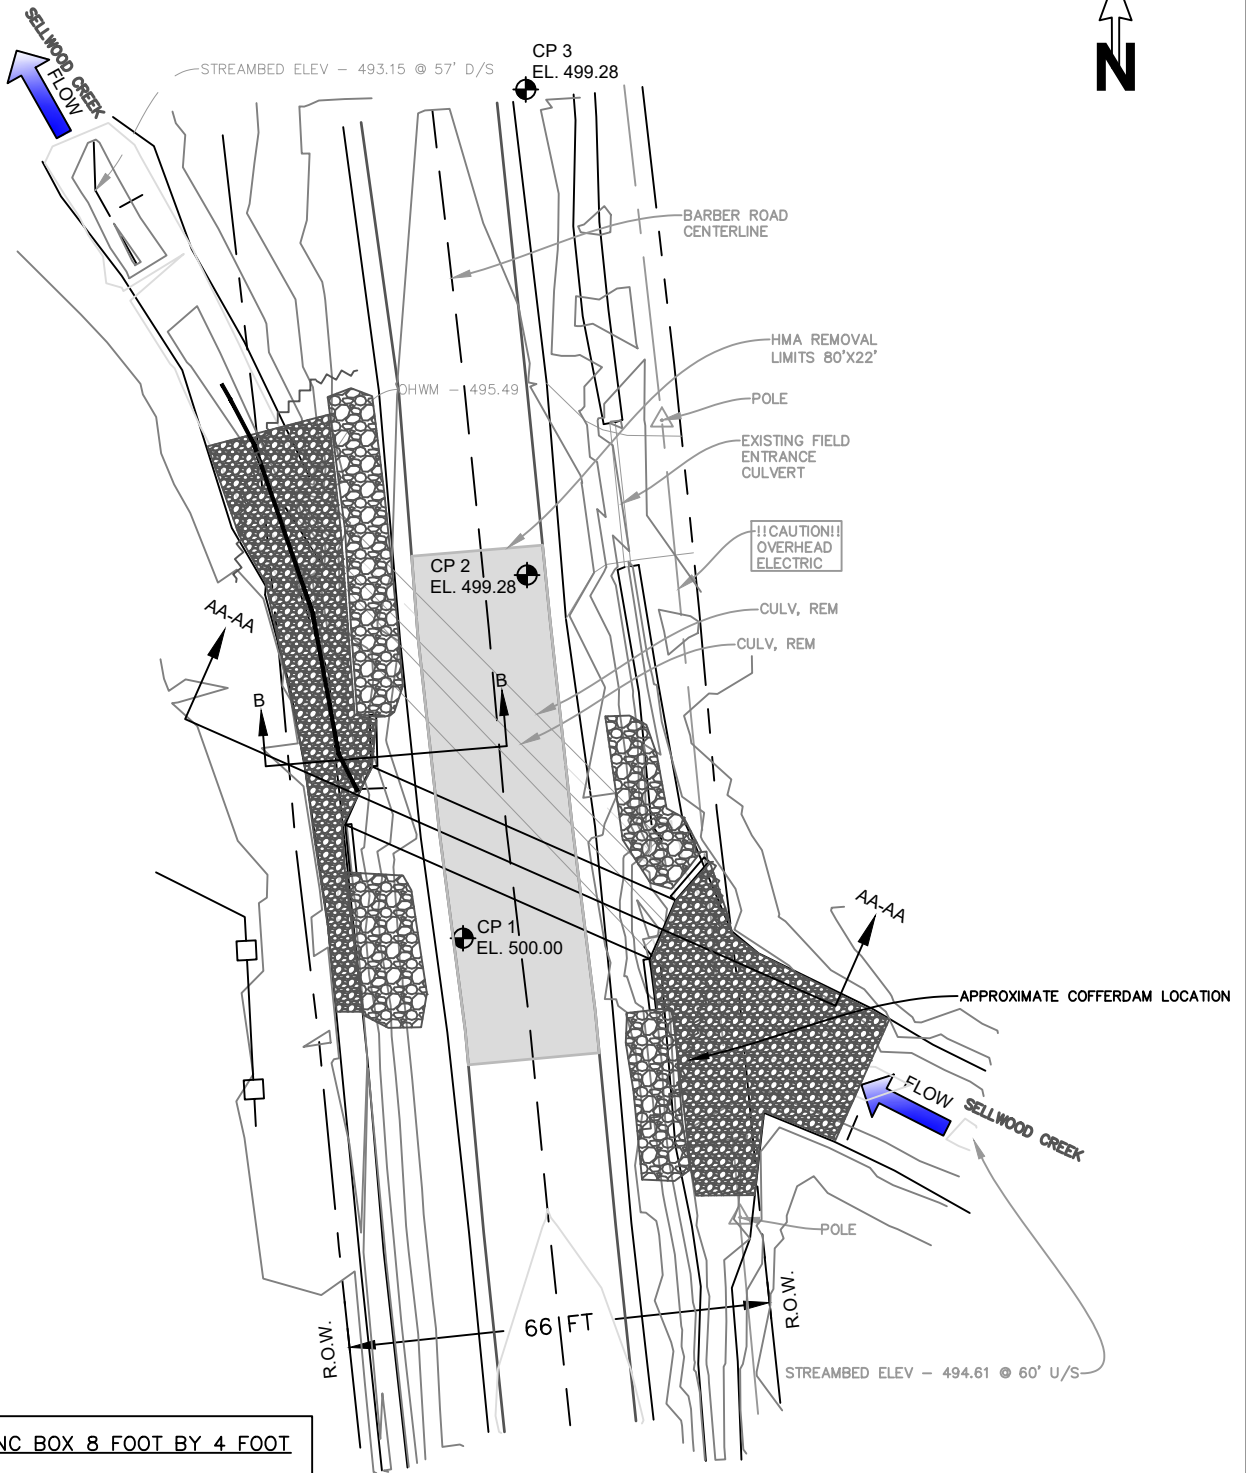 SELLWOOD CREEK
FLOW
STREAMBED ELEV - 493.15 @ 57' D/S
CP 3
EL. 499.28
N
BARBER ROAD
CENTERLINE
HMA REMOVAL
LIMITS 80'X22'
OHWM - 495.49
POLE
EXISTING FIELD
ENTRANCE
CULVERT
!!CAUTION!!
OVERHEAD
ELECTRIC
CP 2
EL. 499.28
CULV, REM
CULV, REM
AA-AA
B
B
AA-AA
CP 1
EL. 500.00
APPROXIMATE COFFERDAM LOCATION
FLOW
SELLWOOD CREEK
POLE
R.O.W.
66 FT
R.O.W.
STREAMBED ELEV - 494.61 @ 60' U/S
NC BOX 8 FOOT BY 4 FOOT